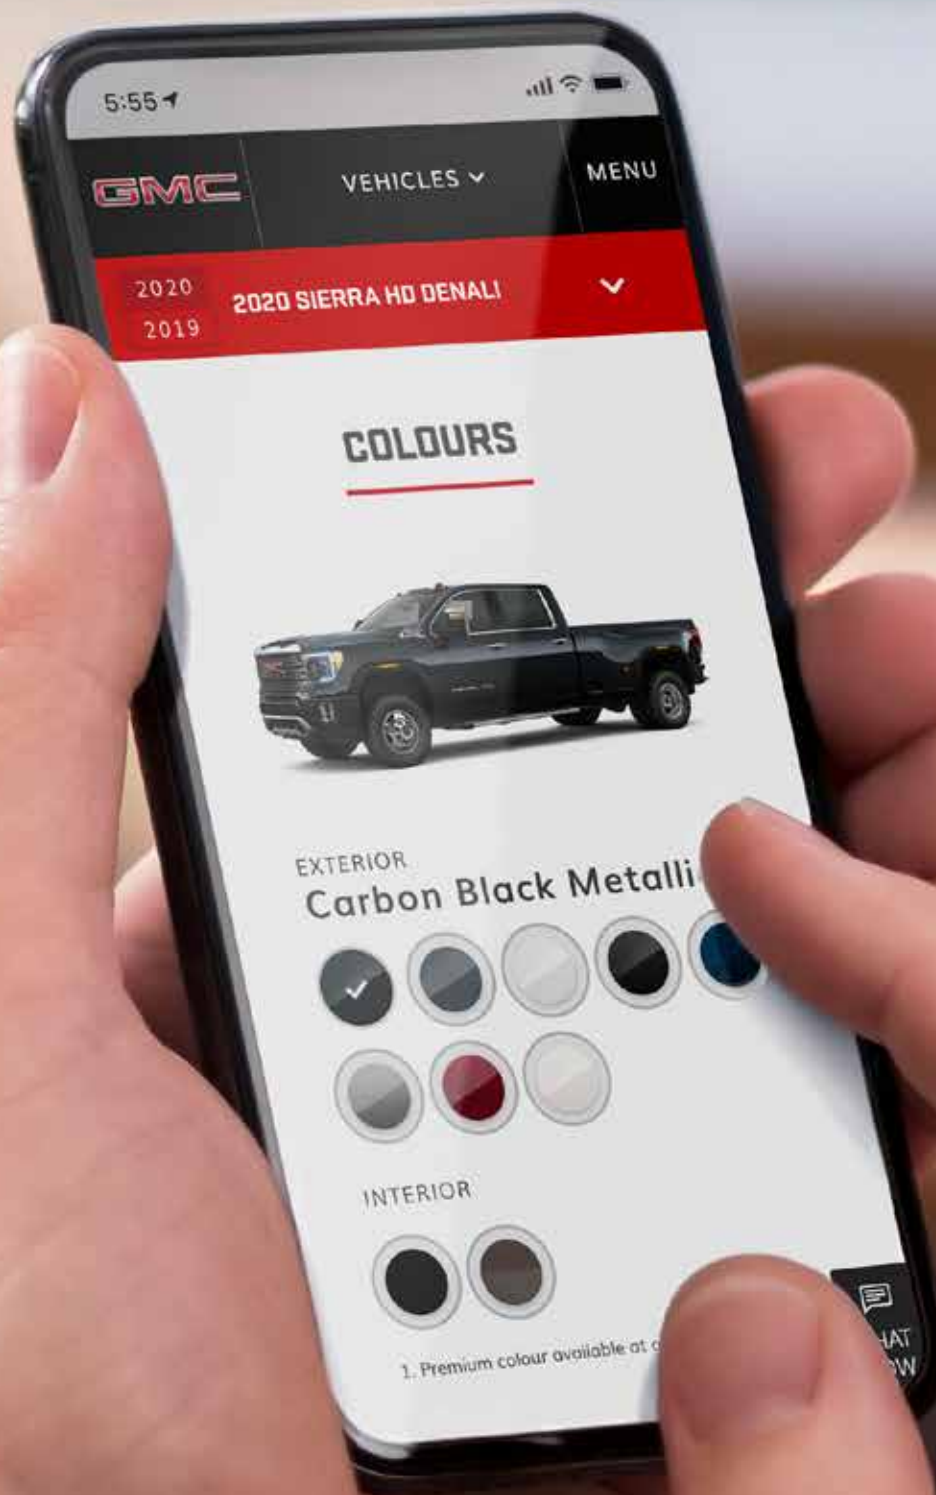 5:55
GMC
VEHICLES
MENU
2020
2019
2020 SIERRA HD DENALI
COLOURS
EXTERIOR
Carbon Black
INTERIOR
1. Premium colour available at